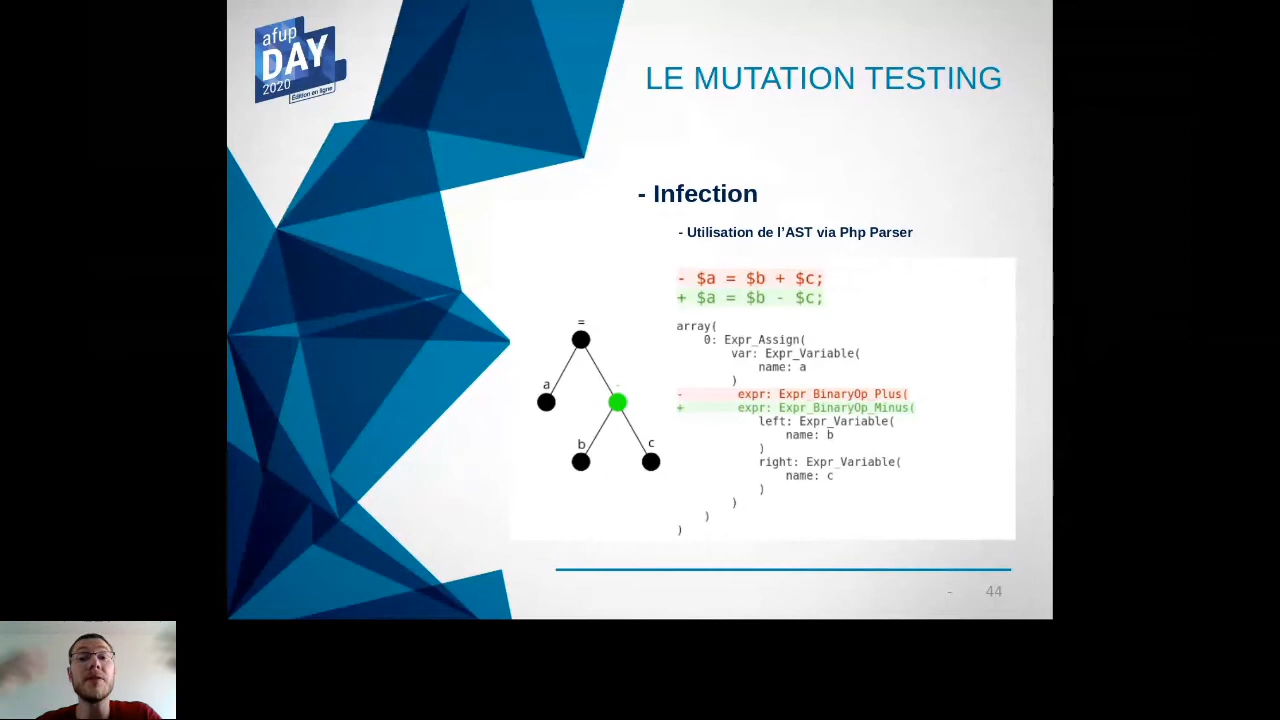 afup
DAY
2020
Édition en ligne
LE MUTATION TESTING
- Infection
- Utilisation de l'AST via Php Parser
- $a = $b + $c;
+ $a = $b - $c;
=
a
-
b
c
array(
0: Expr_Assign(
var: Expr_Variable(
name: a
)
- expr: Expr_BinaryOp_Plus(
+ expr: Expr_BinaryOp_Minus(
left: Expr_Variable(
name: b
)
right: Expr_Variable(
name: c
)
)
)
)
- 44